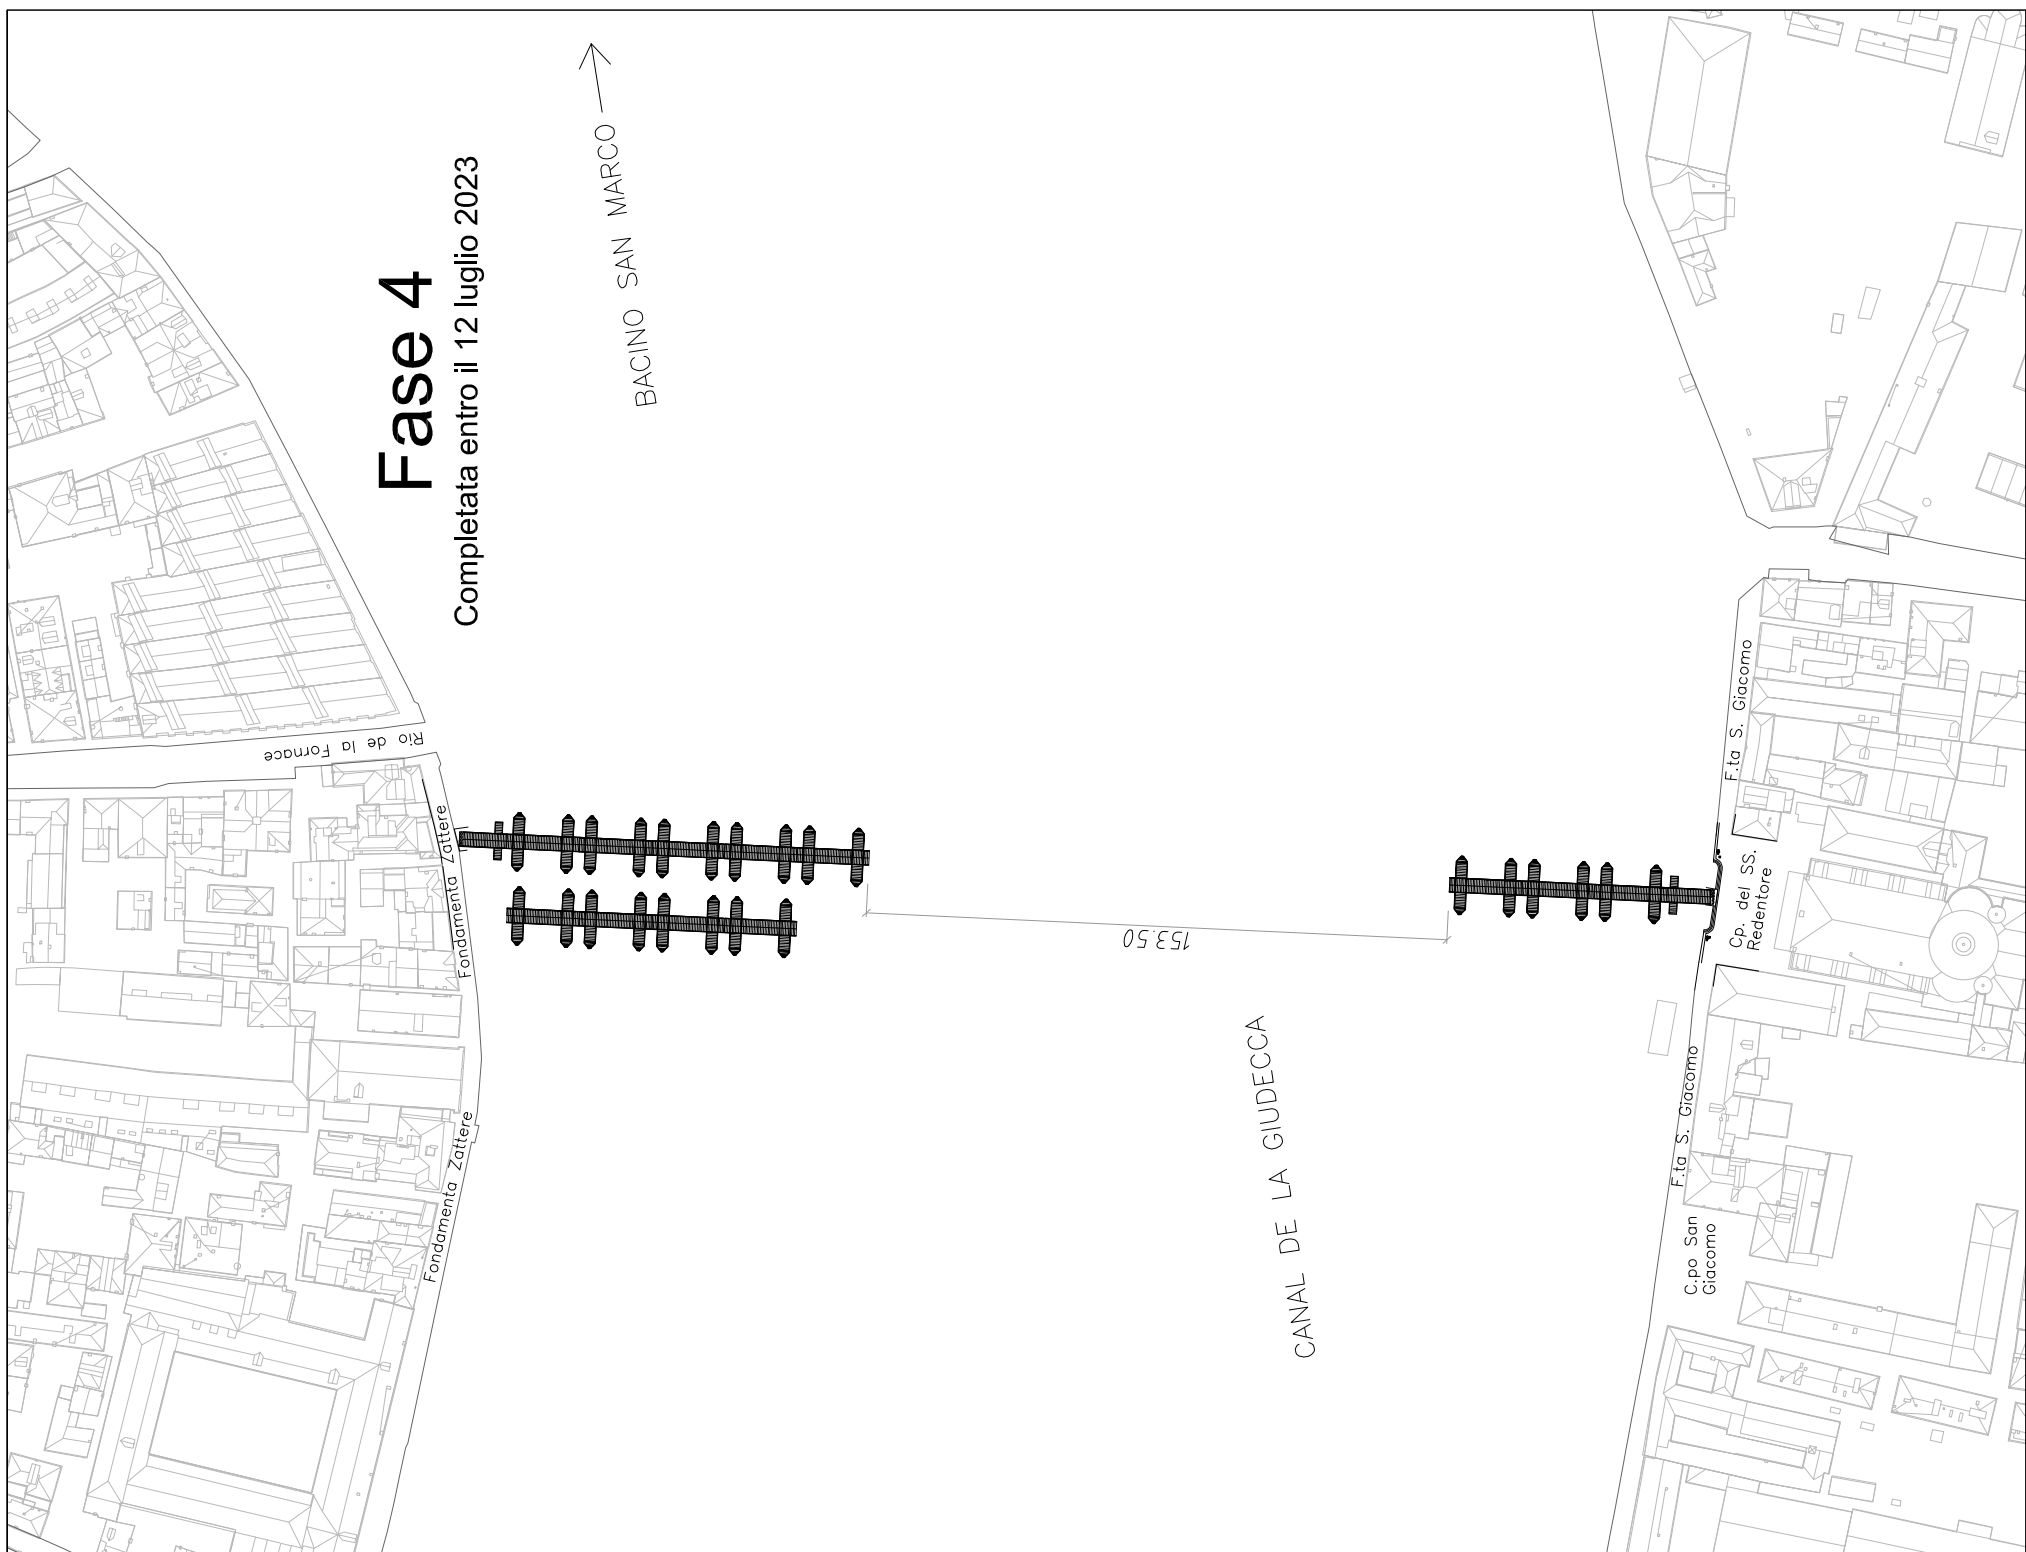 Fase 4
Completata entro il 12 luglio 2023
BACINO SAN MARCO
Rio de la Fornace
Fondamenta Zattere
Fondamenta Zattere
153.50
CANAL DE LA GIUDECCA
F.ta S. Giacomo
Cp. del SS.
Redentore
F.ta S. Giacomo
C.po San
Giacomo